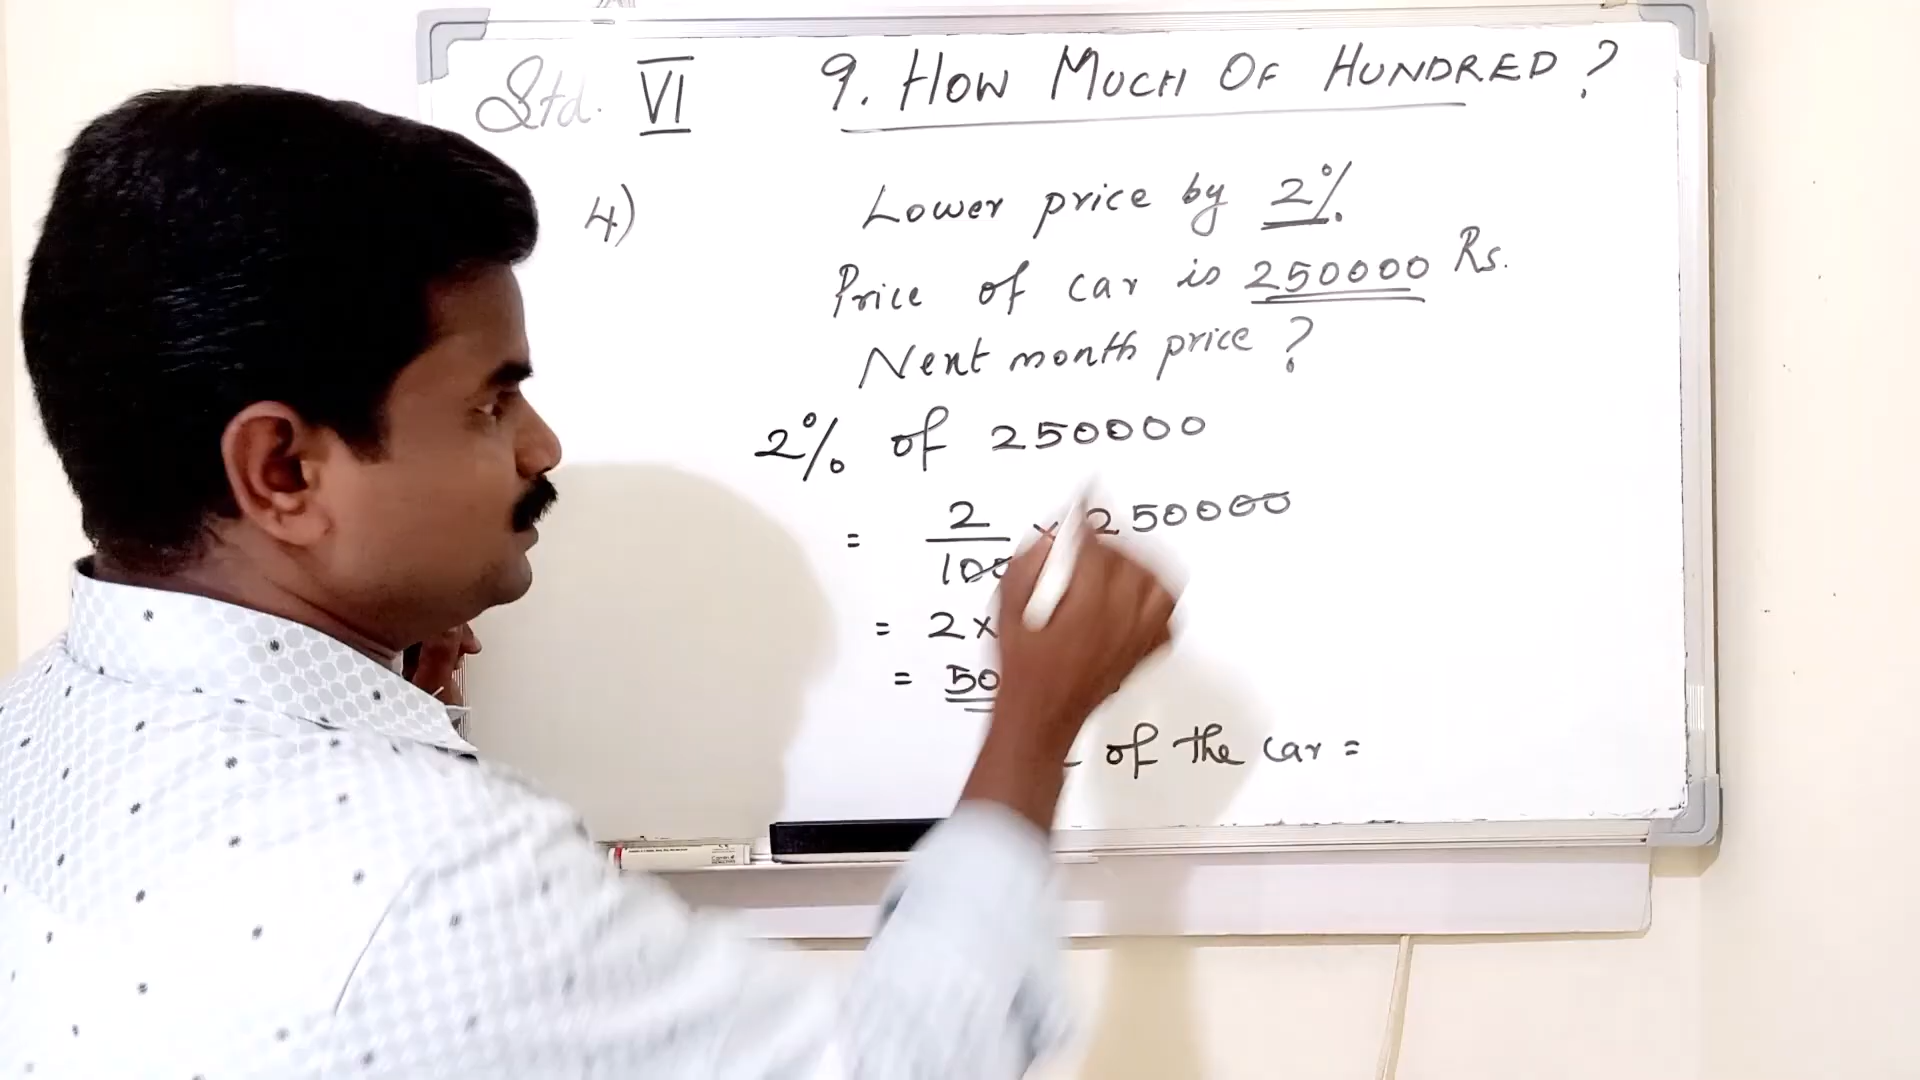 Std. VI 9. HOW MUCH OF HUNDRED ?
4) Lower price by 2%.
Price of car is 250000 Rs.
Next month price ?
2% of 250000
= 2/100 × 250000
= 2 ×
= 50
of the car =